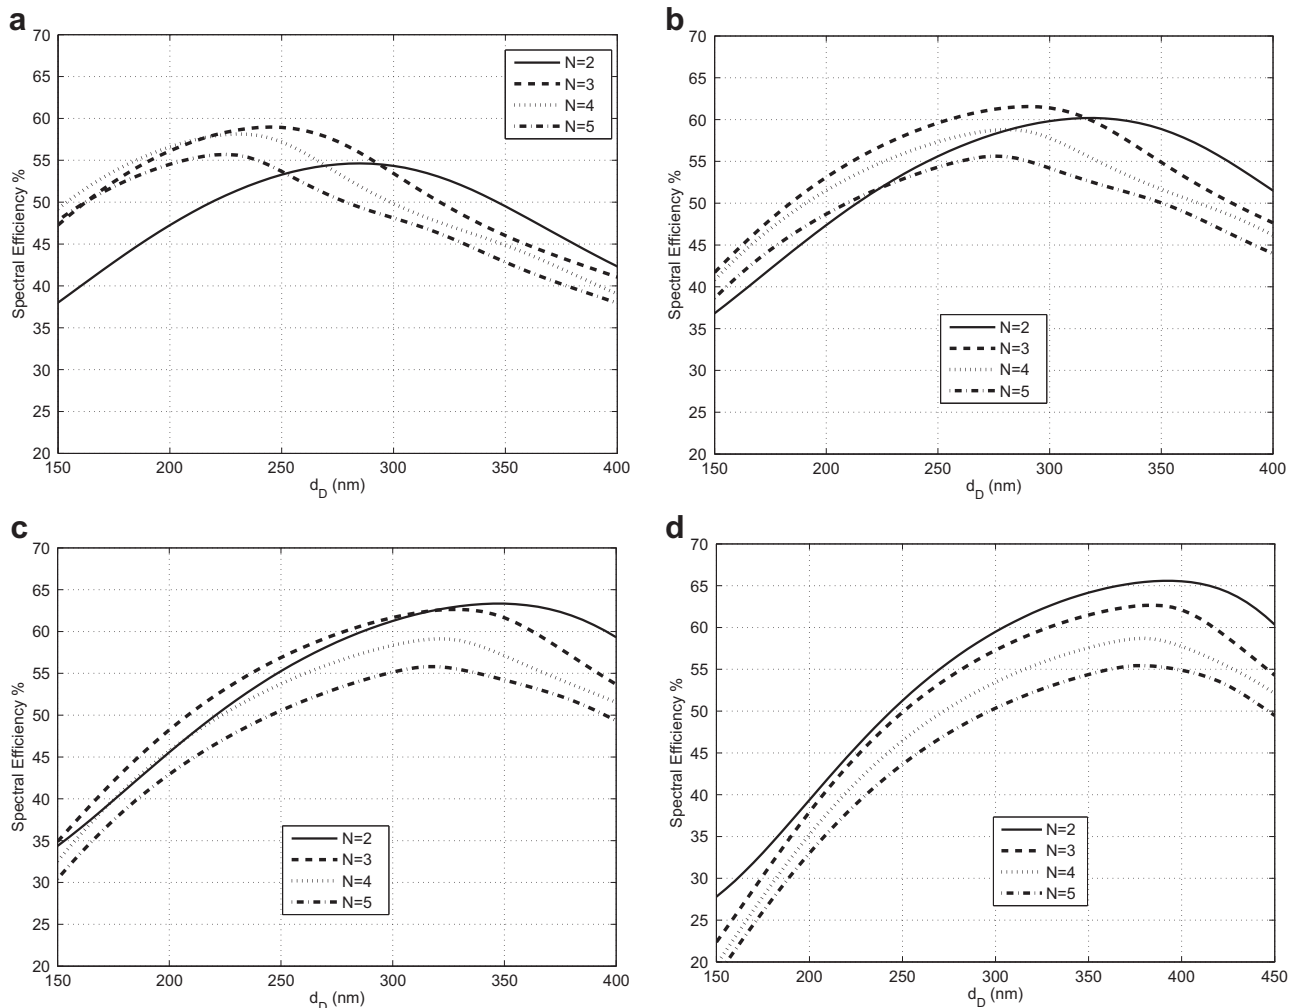 a
70
65
60
55
50
45
40
35
30
25
20
Spectral Efficiency %
150 200 250 300 350 400
d_D (nm)
N=2
N=3
N=4
N=5
b
70
65
60
55
50
45
40
35
30
25
20
Spectral Efficiency %
150 200 250 300 350 400
d_D (nm)
N=2
N=3
N=4
N=5
c
70
65
60
55
50
45
40
35
30
25
20
Spectral Efficiency %
150 200 250 300 350 400
d_D (nm)
N=2
N=3
N=4
N=5
d
70
65
60
55
50
45
40
35
30
25
20
Spectral Efficiency %
150 200 250 300 350 400 450
d_D (nm)
N=2
N=3
N=4
N=5